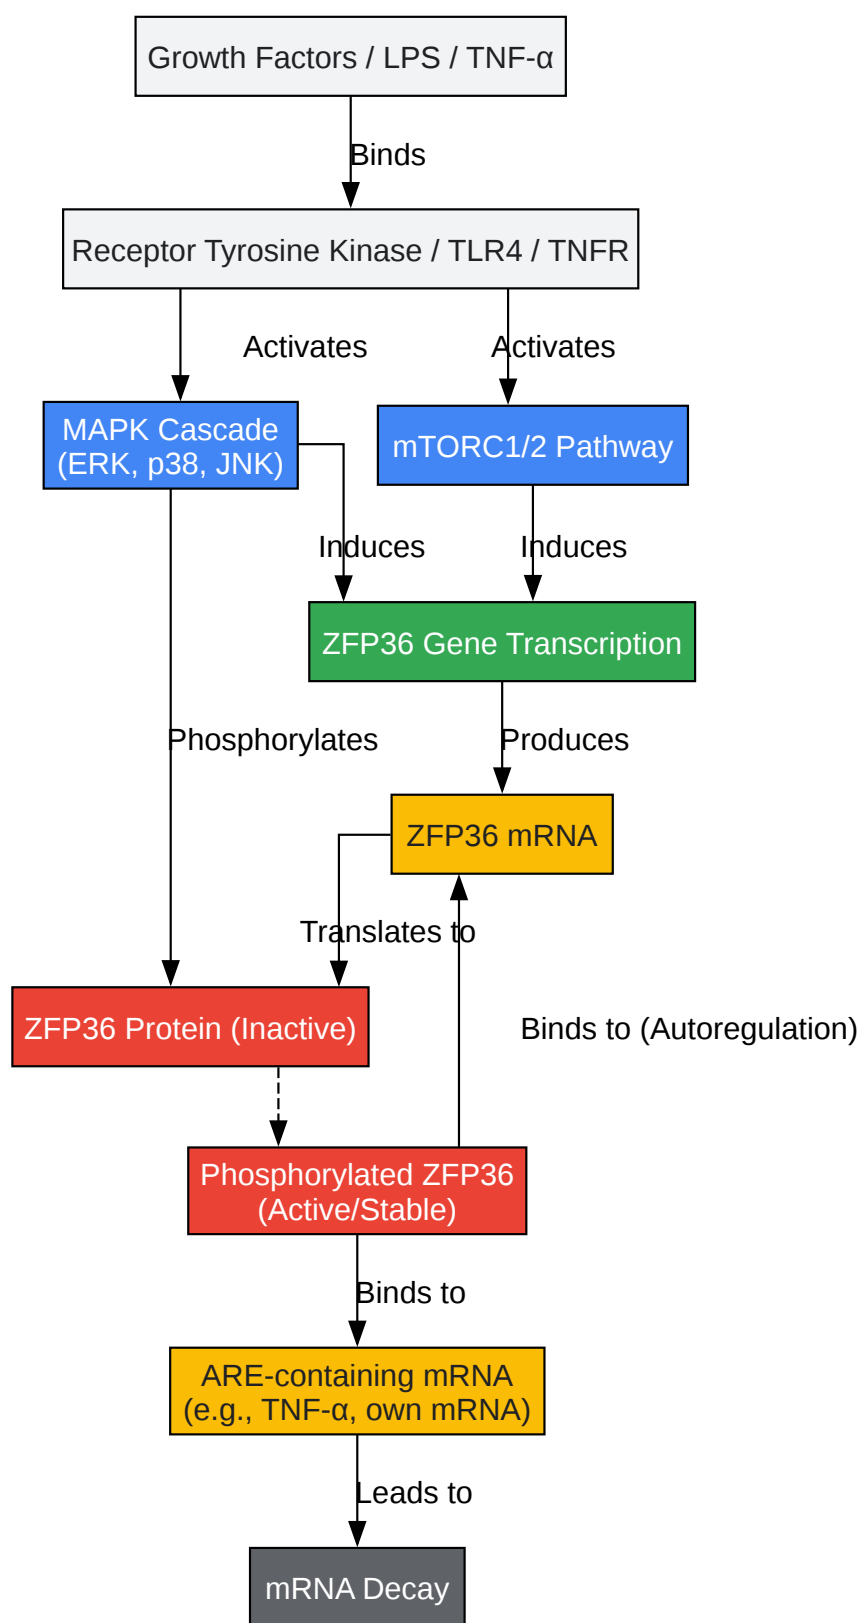 Growth Factors / LPS / TNF-α
Binds
Receptor Tyrosine Kinase / TLR4 / TNFR
Activates
Activates
MAPK Cascade
(ERK, p38, JNK)
mTORC1/2 Pathway
Induces
Induces
ZFP36 Gene Transcription
Phosphorylates
Produces
ZFP36 mRNA
Translates to
ZFP36 Protein (Inactive)
Binds to (Autoregulation)
Phosphorylated ZFP36
(Active/Stable)
Binds to
ARE-containing mRNA
(e.g., TNF-α, own mRNA)
Leads to
mRNA Decay